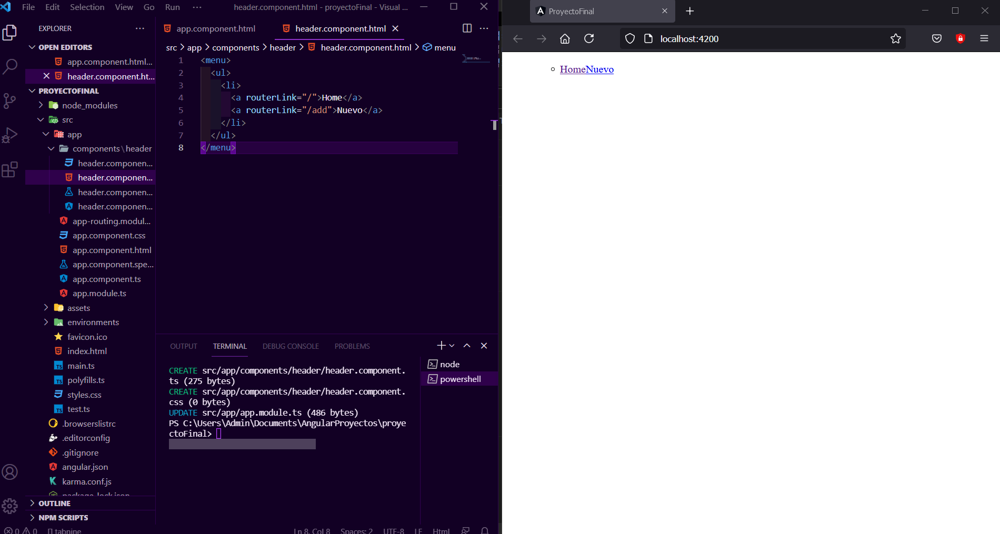 File Edit Selection View Go Run ··· header.component.html - proyectoFinal - Visual ...
EXPLORER ···
OPEN EDITORS
app.component.html...
header.component.ht...
PROYECTOFINAL
node_modules
src
app
components\header
header.componen...
header.componen...
header.componen...
header.componen...
app-routing.modul...
app.component.css
app.component.html
app.component.spe...
app.component.ts
app.module.ts
assets
environments
favicon.ico
index.html
main.ts
polyfills.ts
styles.css
test.ts
.browserslistrc
.editorconfig
.gitignore
angular.json
karma.conf.js
package-lock.json
OUTLINE
NPM SCRIPTS
app.component.html header.component.html
src > app > components > header > header.component.html > menu
1 <menu>
2 <ul>
3 <li>
4 <a routerLink="/">Home</a>
5 <a routerLink="/add">Nuevo</a>
6 </li>
7 </ul>
8 </menu>
OUTPUT TERMINAL DEBUG CONSOLE PROBLEMS
CREATE src/app/components/header/header.component.
ts (275 bytes)
CREATE src/app/components/header/header.component.
css (0 bytes)
UPDATE src/app/app.module.ts (486 bytes)
PS C:\Users\Admin\Documents\AngularProyectos\proye
ctoFinal>
node
powershell
0 0 tabnine Ln 8, Col 8 Spaces: 2 UTF-8 LF Html
ProyectoFinal
localhost:4200
HomeNuevo